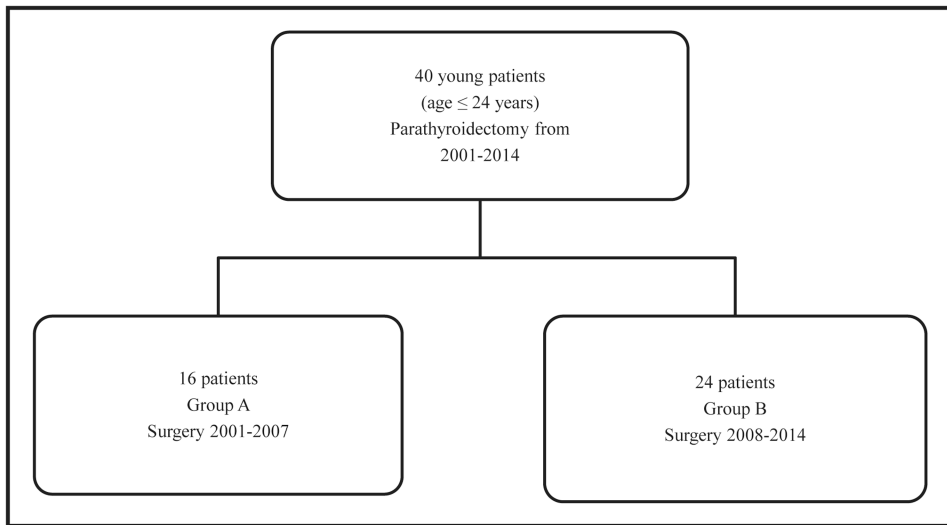 40 young patients
(age ≤ 24 years)
Parathyroidectomy from
2001-2014
16 patients
Group A
Surgery 2001-2007
24 patients
Group B
Surgery 2008-2014